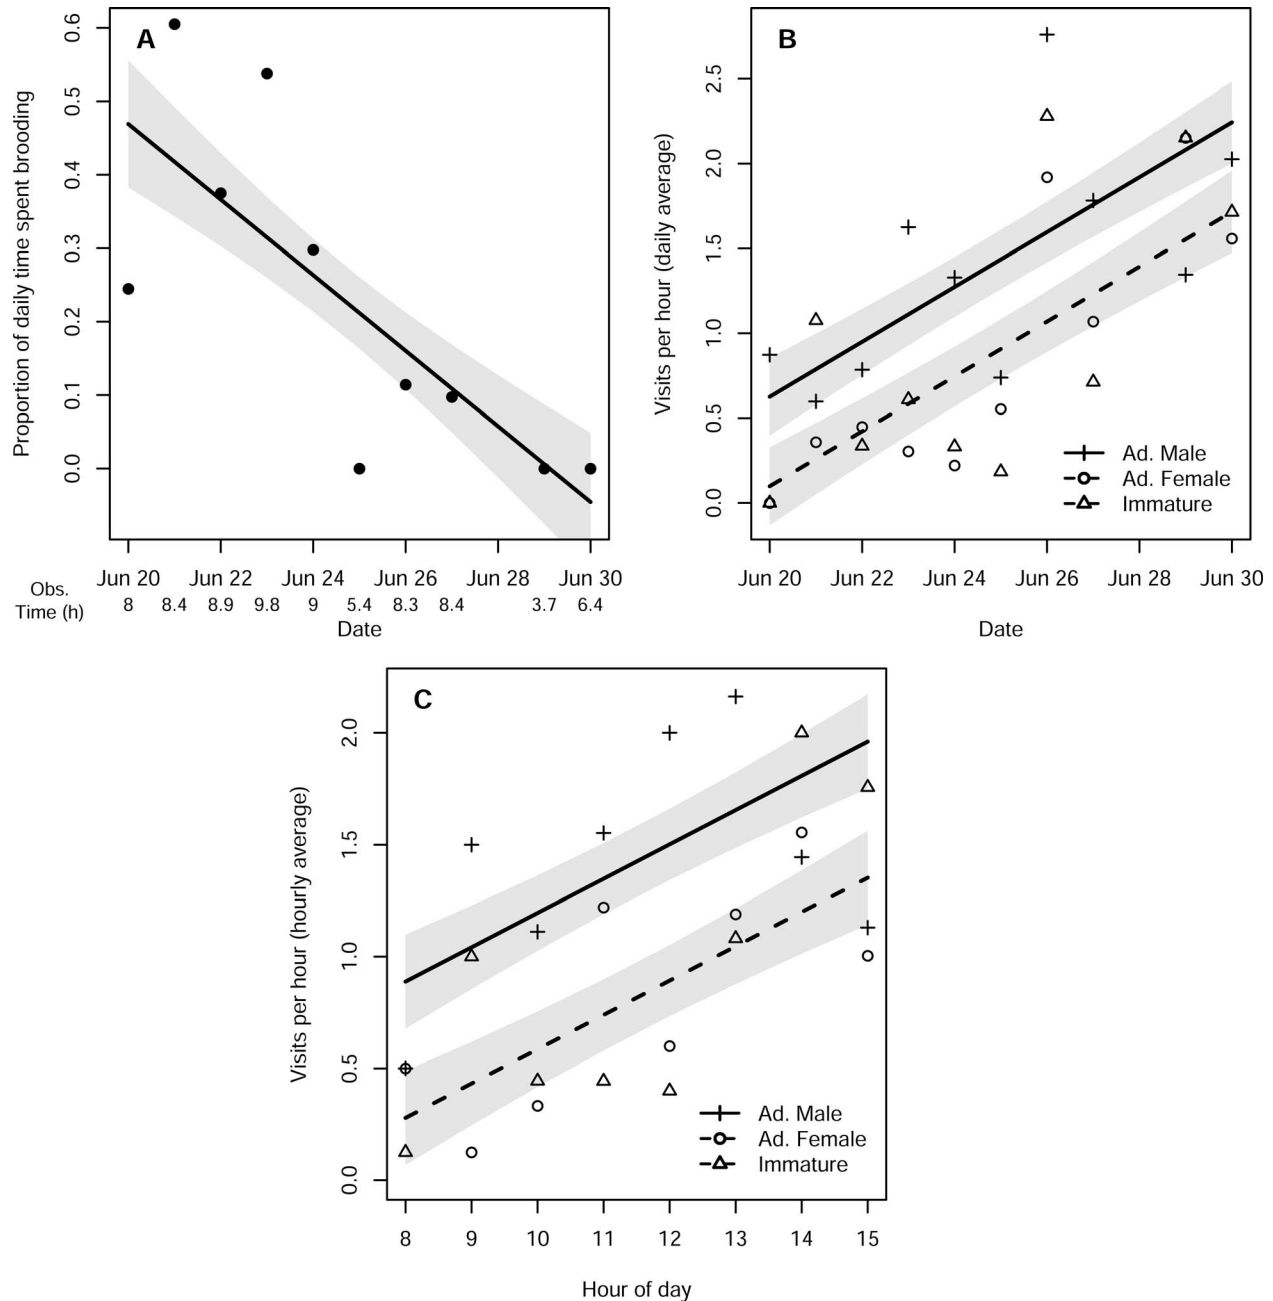 A
Proportion of daily time spent brooding
0.6
0.5
0.4
0.3
0.2
0.1
0.0
Jun 20 Jun 22 Jun 24 Jun 26 Jun 28 Jun 30
Obs.
Time (h) 8 8.4 8.9 9.8 9 5.4 8.3 8.4 3.7 6.4
Date
B
Visits per hour (daily average)
2.5
2.0
1.5
1.0
0.5
0.0
Ad. Male
Ad. Female
Immature
Jun 20 Jun 22 Jun 24 Jun 26 Jun 28 Jun 30
Date
C
Visits per hour (hourly average)
2.0
1.5
1.0
0.5
0.0
Ad. Male
Ad. Female
Immature
8 9 10 11 12 13 14 15
Hour of day